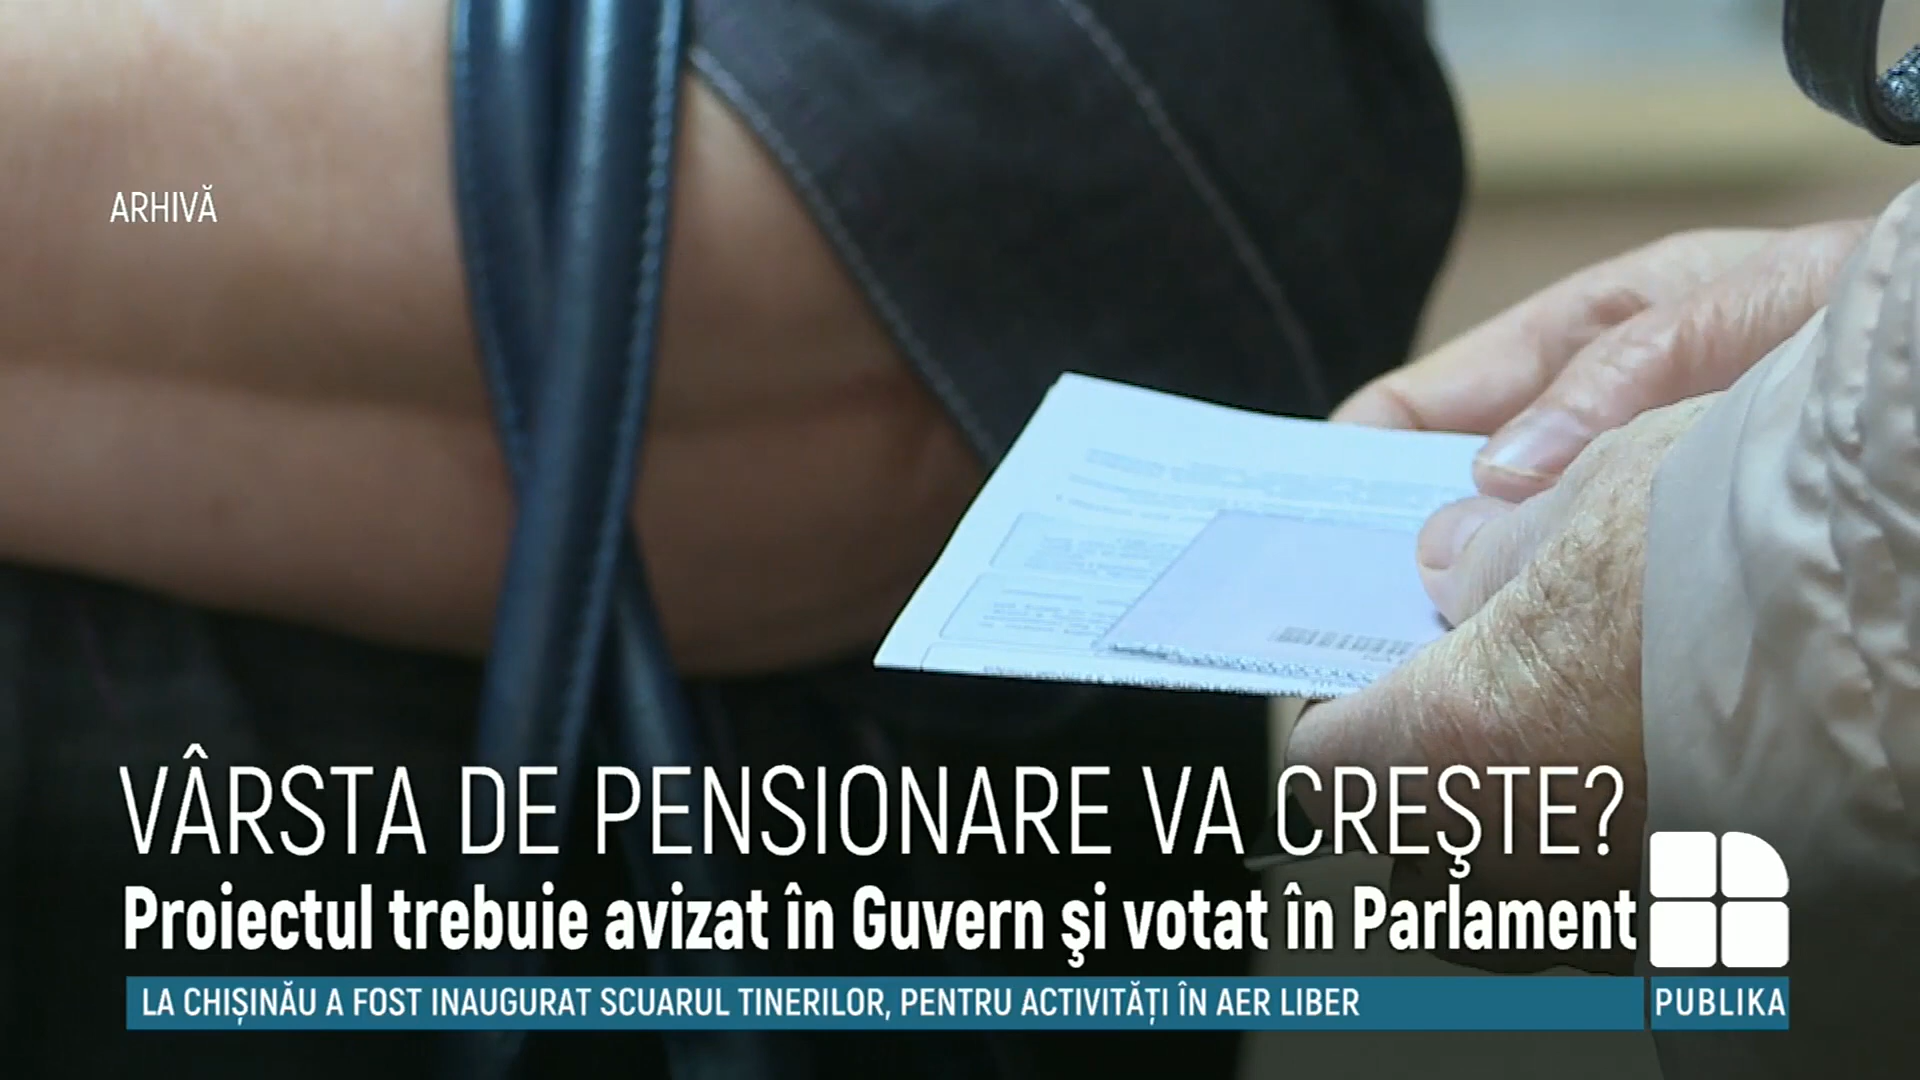 ARHIVĂ
VÂRSTA DE PENSIONARE VA CREŞTE?
Proiectul trebuie avizat în Guvern şi votat în Parlament
LA CHIȘINĂU A FOST INAUGURAT SCUARUL TINERILOR, PENTRU ACTIVITĂȚI ÎN AER LIBER
PUBLIKA